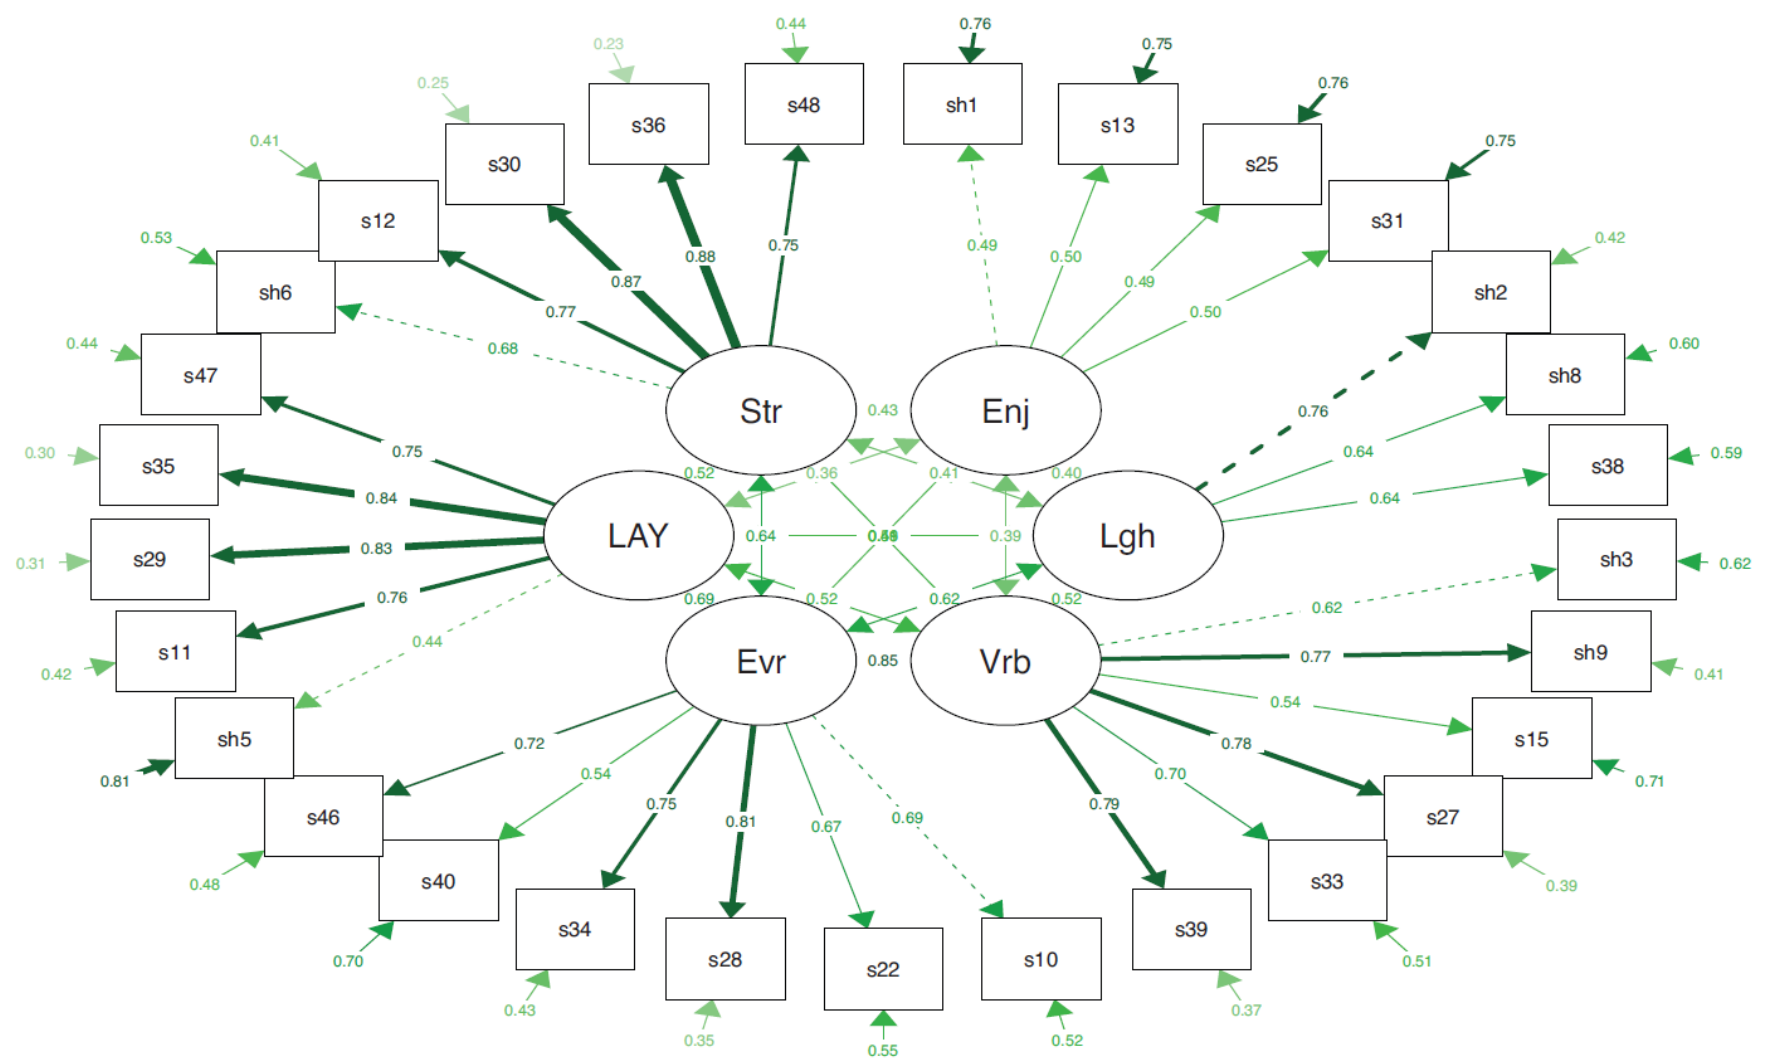 0.44 0.76
0.23 0.75
0.25 0.76
0.41 0.75
0.53 0.42
s48 sh1
s36 s13
s30 s25
s12 s31
sh6 sh2
0.75 0.49 0.50
0.88
0.87 0.49
0.77 0.50
0.44 0.68 0.60
s47 sh8
0.75 Str 0.43 Enj 0.76
0.30 s35 0.64 s38 0.59
0.84 0.52 0.36 0.41 0.40 0.64
LAY 0.64 0.39 Lgh
0.31 s29 0.83 sh3 0.62
0.76 0.69 0.52 0.62 0.52 0.62
0.42 s11 0.44 sh9 0.41
Evr 0.85 Vrb 0.77
sh5 0.54 s15
0.81 0.72 0.78 0.71
0.54 0.70
s46 0.75 0.81 0.67 0.69 0.79 s27
0.48 s40 s33 0.39
s34 s39
0.70 s28 s22 s10 0.51
0.43 0.37
0.35 0.55 0.52